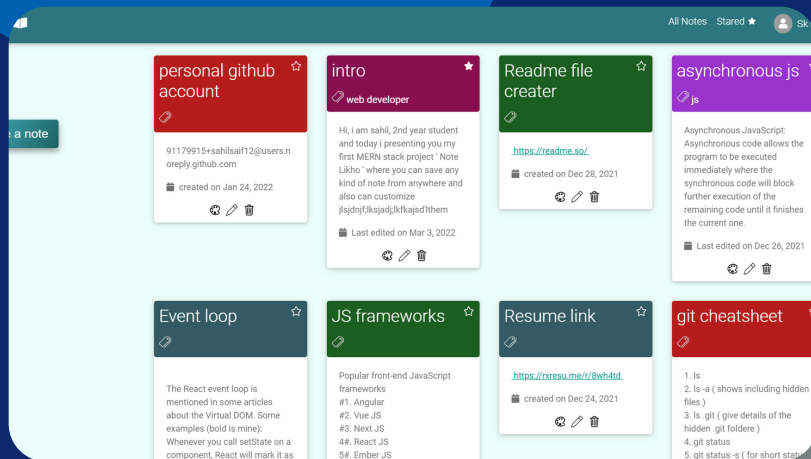 All Notes Stared
Sk
e a note
personal github
account
91179915+sahilsaif12@users.n
oreply.github.com
created on Jan 24, 2022
intro
web developer
Hi, i am sahil, 2nd year student
and today i presenting you my
first MERN stack project ' Note
Likho ' where you can save any
kind of note from anywhere and
also can customize
jlsjdnjf;lksjadj;lkfkajsd'lthem
Last edited on Mar 3, 2022
Readme file
creater
https://readme.so/
created on Dec 28, 2021
asynchronous js
js
Asynchronous JavaScript:
Asynchronous code allows the
program to be executed
immediately where the
synchronous code will block
further execution of the
remaining code until it finishes
the current one.
Last edited on Dec 26, 2021
Event loop
The React event loop is
mentioned in some articles
about the Virtual DOM. Some
examples (bold is mine):
Whenever you call setState on a
component, React will mark it as
JS frameworks
Popular front-end JavaScript
frameworks
#1. Angular
#2. Vue JS
#3. Next JS
4#. React JS
5#. Ember JS
Resume link
https://rxresu.me/r/8wh4td
created on Dec 24, 2021
git cheatsheet
1. ls
2. ls -a ( shows including hidden
files )
3. ls .git ( give details of the
hidden .git foldere )
4. git status
5. git status -s ( for short status